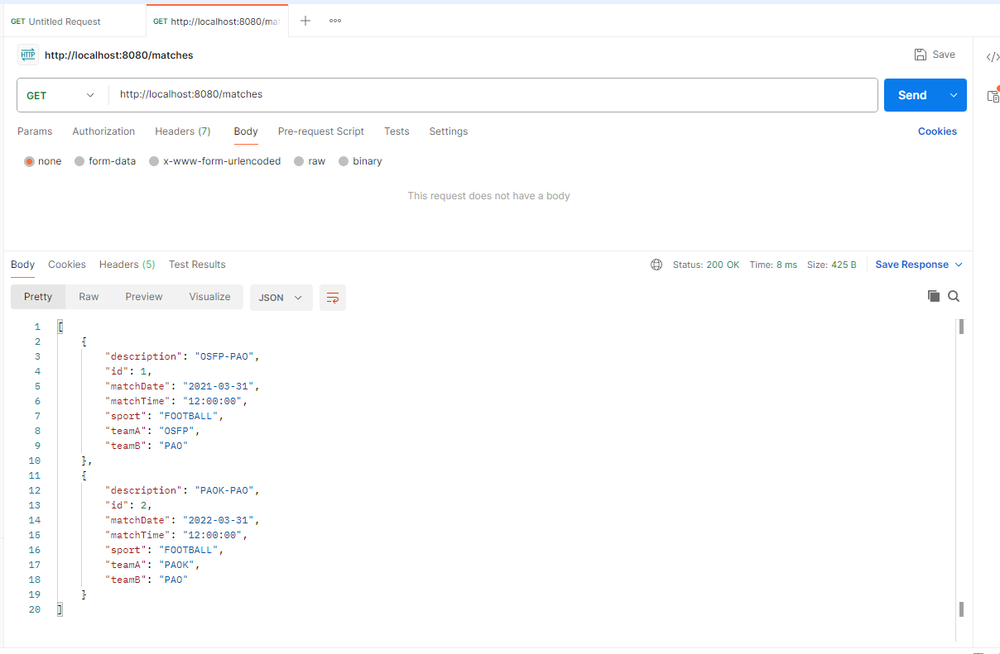 GET Untitled Request GET http://localhost:8080/mat
HTTP http://localhost:8080/matches Save
GET http://localhost:8080/matches Send
Params Authorization Headers (7) Body Pre-request Script Tests Settings Cookies
none form-data x-www-form-urlencoded raw binary
This request does not have a body
Body Cookies Headers (5) Test Results Status: 200 OK Time: 8 ms Size: 425 B Save Response
Pretty Raw Preview Visualize JSON
1 [
2 {
3 "description": "OSFP-PAO",
4 "id": 1,
5 "matchDate": "2021-03-31",
6 "matchTime": "12:00:00",
7 "sport": "FOOTBALL",
8 "teamA": "OSFP",
9 "teamB": "PAO"
10 },
11 {
12 "description": "PAOK-PAO",
13 "id": 2,
14 "matchDate": "2022-03-31",
15 "matchTime": "12:00:00",
16 "sport": "FOOTBALL",
17 "teamA": "PAOK",
18 "teamB": "PAO"
19 }
20 ]